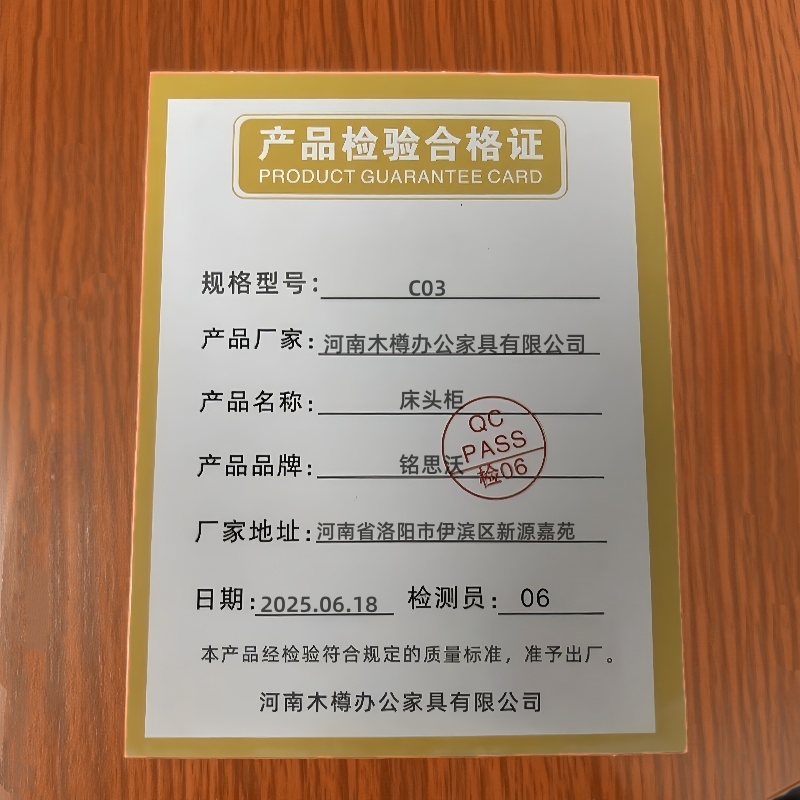 产品检验合格证
PRODUCT GUARANTEE CARD
规格型号：C03
产品厂家：河南木樽办公家具有限公司
产品名称：床头柜
QC
PASS
检06
产品品牌：铭思沃
厂家地址：河南省洛阳市伊滨区新源嘉苑
日期：2025.06.18 检测员：06
本产品经检验符合规定的质量标准，准予出厂。
河南木樽办公家具有限公司